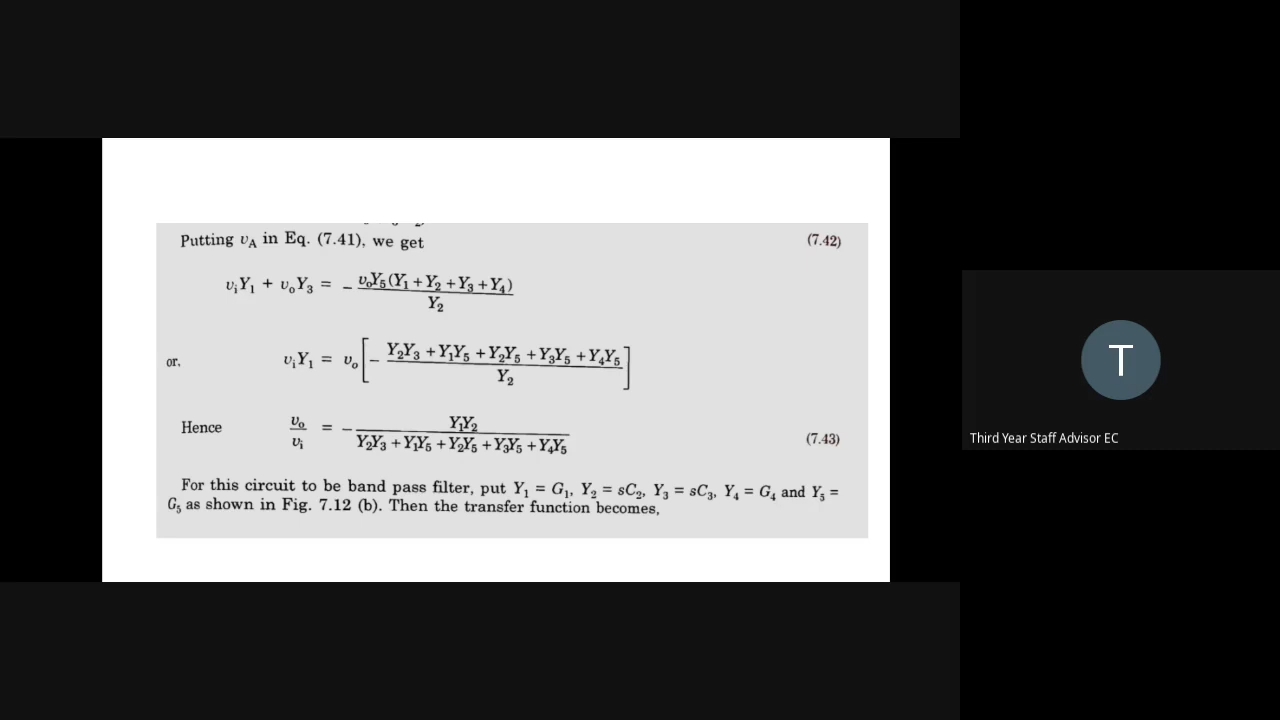 Putting v_A in Eq. (7.41), we get (7.42)
v_iY_1 + v_oY_3 = - v_oY_5(Y_1+Y_2+Y_3+Y_4) / Y_2
or, v_iY_1 = v_o[- (Y_2Y_3+Y_1Y_5+Y_2Y_5+Y_3Y_5+Y_4Y_5) / Y_2]
Hence v_o / v_i = - Y_1Y_2 / (Y_2Y_3+Y_1Y_5+Y_2Y_5+Y_3Y_5+Y_4Y_5) (7.43)
For this circuit to be band pass filter, put Y_1 = G_1, Y_2 = sC_2, Y_3 = sC_3, Y_4 = G_4 and Y_5 =
G_5 as shown in Fig. 7.12 (b). Then the transfer function becomes,
T
Third Year Staff Advisor EC